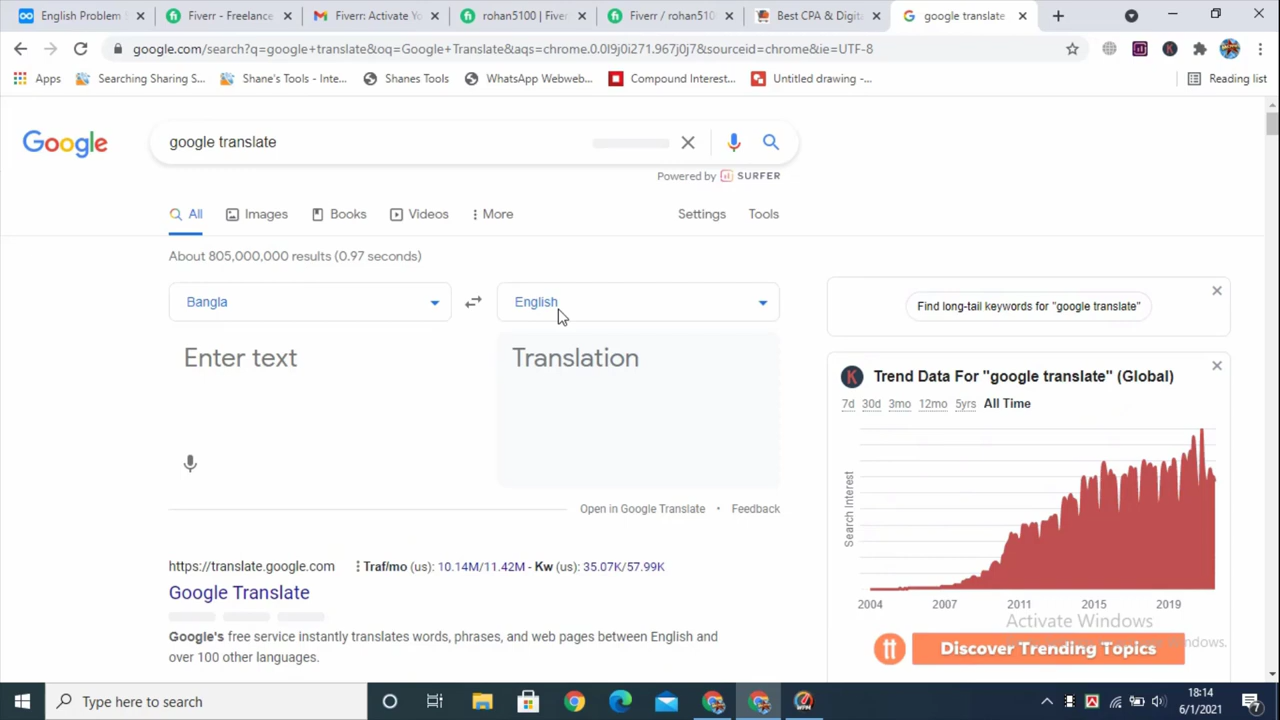 English Problem
Fiverr - Freelance
Fiverr: Activate Yo
rohan5100 | Fiverr
Fiverr / rohan5100
Best CPA & Digita
google translate
google.com/search?q=google+translate&oq=Google+Translate&aqs=chrome.0.0l9j0i271.967j0j7&sourceid=chrome&ie=UTF-8
Apps
Searching Sharing S...
Shane's Tools - Inte...
Shanes Tools
WhatsApp Webweb...
Compound Interest...
Untitled drawing -...
Reading list
Google
google translate
Powered by SURFER
All
Images
Books
Videos
More
Settings
Tools
About 805,000,000 results (0.97 seconds)
Bangla
English
Enter text
Translation
Open in Google Translate • Feedback
https://translate.google.com
Traf/mo (us): 10.14M/11.42M - Kw (us): 35.07K/57.99K
Google Translate
Google's free service instantly translates words, phrases, and web pages between English and
over 100 other languages.
Find long-tail keywords for "google translate"
K
Trend Data For "google translate" (Global)
7d 30d 3mo 12mo 5yrs All Time
Search Interest
2004 2007 2011 2015 2019
Activate Windows
tt
Discover Trending Topics
Type here to search
18:14
6/1/2021
7